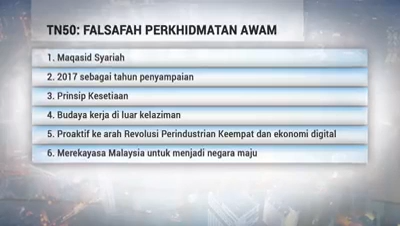 TN50: FALSAFAH PERKHIDMATAN AWAM
1. Maqasid Syariah
2. 2017 sebagai tahun penyampaian
3. Prinsip Kesetiaan
4. Budaya kerja di luar kelaziman
5. Proaktif ke arah Revolusi Perindustrian Keempat dan ekonomi digital
6. Merekayasa Malaysia untuk menjadi negara maju